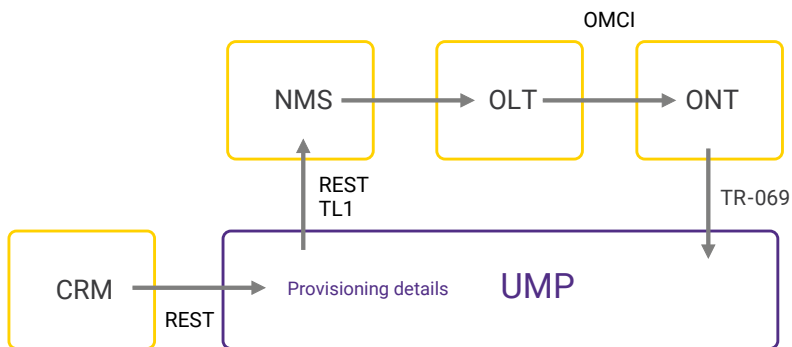 OMCI
NMS
OLT
ONT
REST
TL1
TR-069
CRM
REST
Provisioning details
UMP